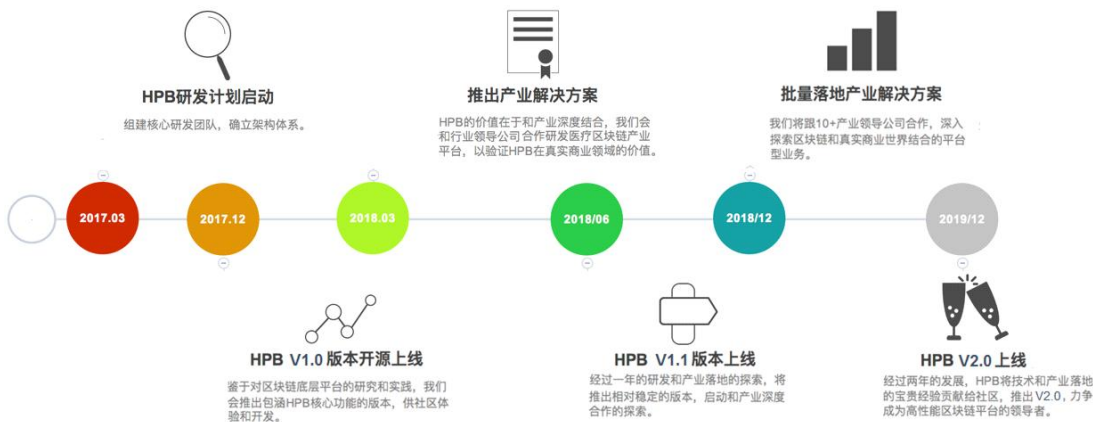 HPB研发计划启动
组建核心研发团队，确立架构体系。
推出产业解决方案
HPB的价值在于和产业深度结合，我们会
和行业领导公司合作研发医疗区块链产业
平台，以验证HPB在真实商业领域的价值。
批量落地产业解决方案
我们将跟10+产业领导公司合作，深入
探索区块链和真实商业世界结合的平台
型业务。
2017.03
2017.12
2018.03
2018/06
2018/12
2019/12
HPB V1.0 版本开源上线
鉴于对区块链底层平台的研究和实践，我们
会推出包涵HPB核心功能的版本，供社区体
验和开发。
HPB V1.1 版本上线
经过一年的研发和产业落地的探索，将
推出相对稳定的版本，启动和产业深度
合作的探索。
HPB V2.0 上线
经过两年的发展，HPB将技术和产业落地
的宝贵经验贡献给社区，推出 V2.0，力争
成为高性能区块链平台的领导者。